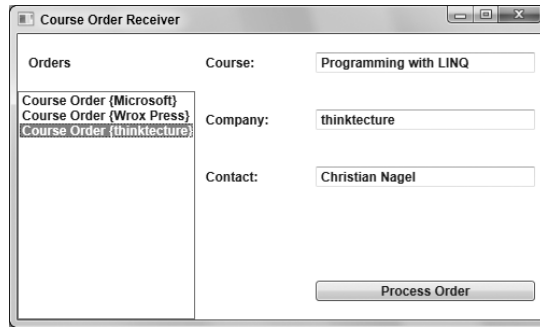 Course Order Receiver
Orders
Course Order {Microsoft}
Course Order {Wrox Press}
Course Order {thinktecture}
Course: Programming with LINQ
Company: thinktecture
Contact: Christian Nagel
Process Order